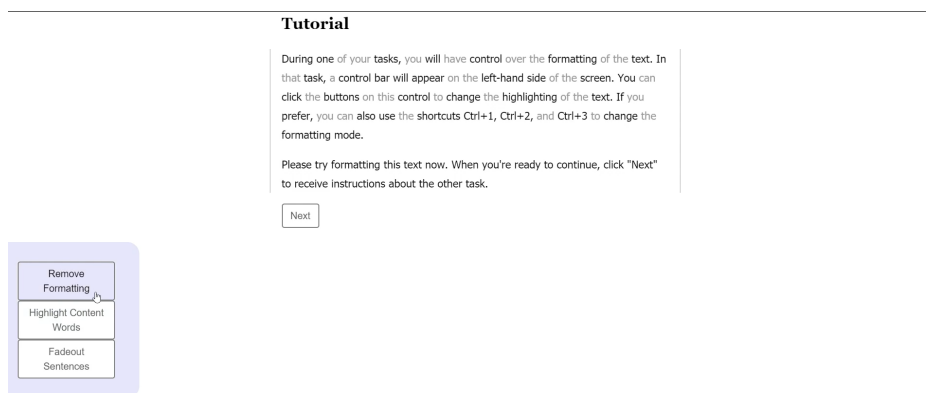 Tutorial
During one of your tasks, you will have control over the formatting of the text. In
that task, a control bar will appear on the left-hand side of the screen. You can
click the buttons on this control to change the highlighting of the text. If you
prefer, you can also use the shortcuts Ctrl+1, Ctrl+2, and Ctrl+3 to change the
formatting mode.
Please try formatting this text now. When you're ready to continue, click "Next"
to receive instructions about the other task.
Next
Remove
Formatting
Highlight Content
Words
Fadeout
Sentences